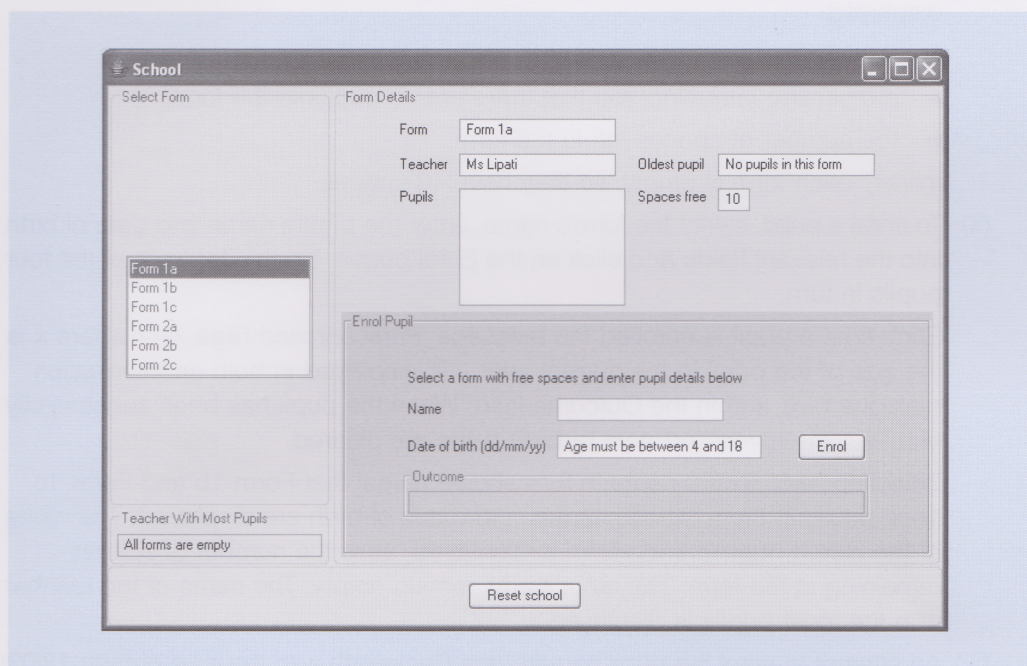 School
Select Form
Form 1a
Form 1b
Form 1c
Form 2a
Form 2b
Form 2c
Teacher With Most Pupils
All forms are empty
Form Details
Form Form 1a
Teacher Ms Lipati Oldest pupil No pupils in this form
Pupils Spaces free 10
Enrol Pupil
Select a form with free spaces and enter pupil details below
Name
Date of birth (dd/mm/yy) Age must be between 4 and 18 Enrol
Outcome
Reset school